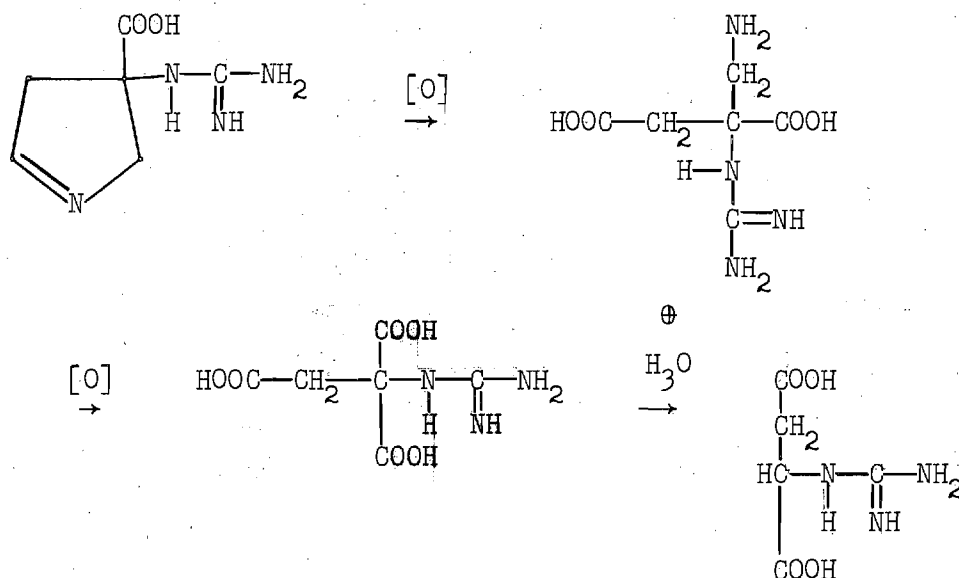 COOH
N C NH2
H NH
N
[O]
→
NH2
CH2
HOOC CH2 C COOH
H N
C NH
NH2
[O]
→
COOH
HOOC CH2 C N C NH2
H NH
COOH
⊕
H3O
→
COOH
CH2
HC N C NH2
H NH
COOH